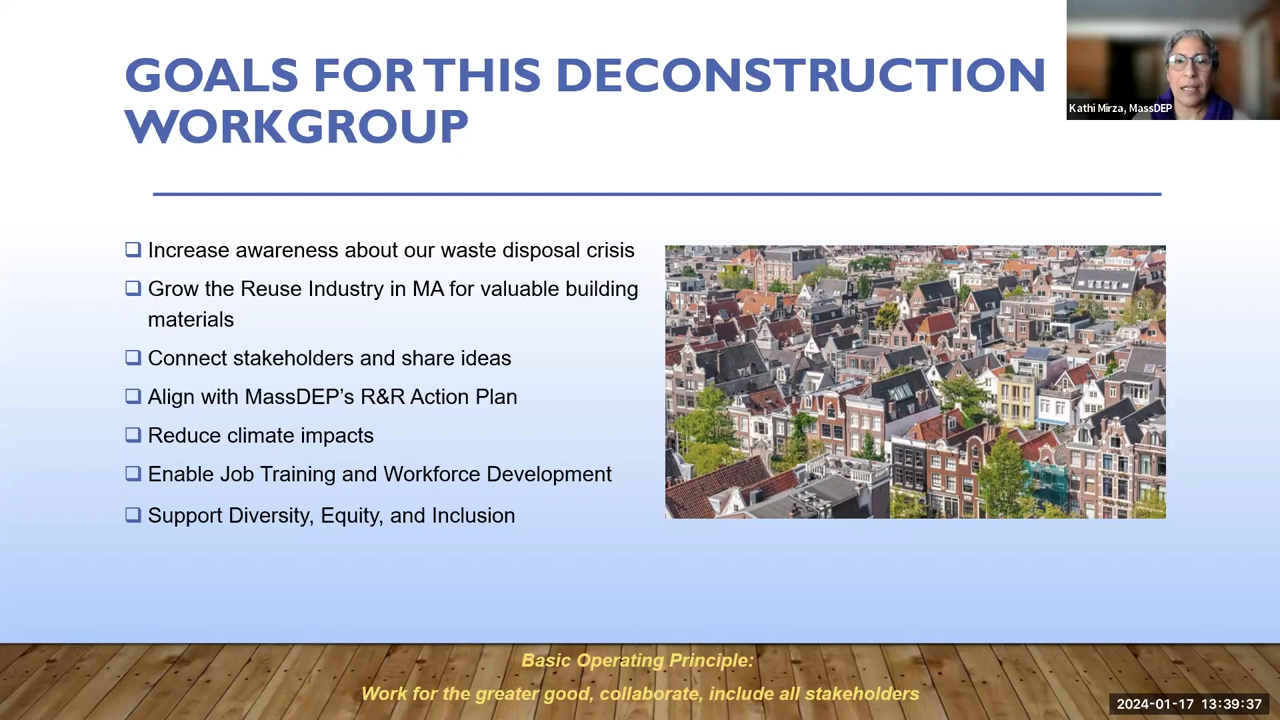 GOALS FOR THIS DECONSTRUCTION
WORKGROUP
Kathi Mirza, MassDEP
❑ Increase awareness about our waste disposal crisis
❑ Grow the Reuse Industry in MA for valuable building
materials
❑ Connect stakeholders and share ideas
❑ Align with MassDEP’s R&R Action Plan
❑ Reduce climate impacts
❑ Enable Job Training and Workforce Development
❑ Support Diversity, Equity, and Inclusion
Basic Operating Principle:
Work for the greater good, collaborate, include all stakeholders
2024-01-17 13:39:37